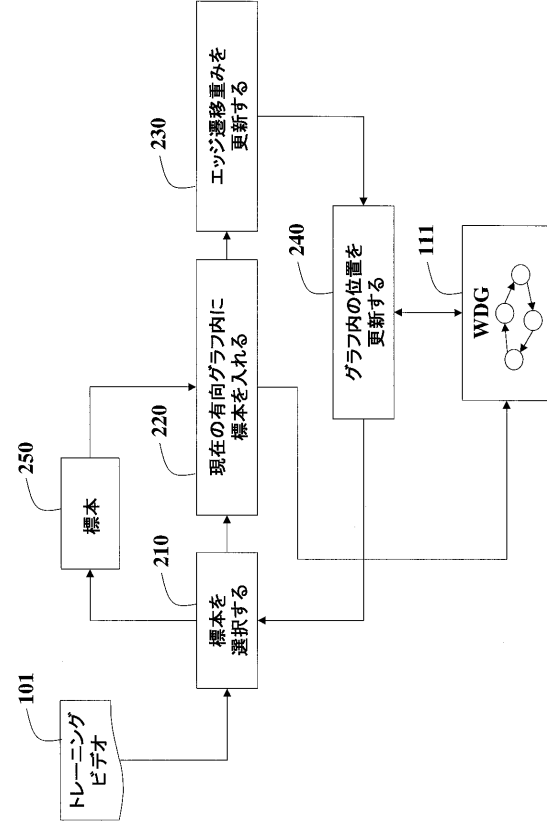 101
トレーニング
ビデオ
250
標本
210
標本を
選択する
220
現在の有向グラフ内に
標本を入れる
230
エッジ遷移重みを
更新する
240
グラフ内の位置を
更新する
111
WDG